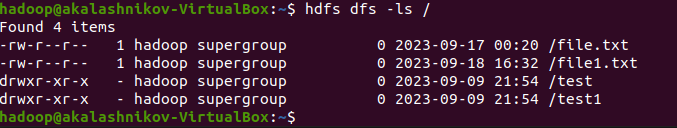 hadoop@akalashnikov-VirtualBox:~$ hdfs dfs -ls /
Found 4 items
-rw-r--r--   1 hadoop supergroup          0 2023-09-17 00:20 /file.txt
-rw-r--r--   1 hadoop supergroup          0 2023-09-18 16:32 /file1.txt
drwxr-xr-x   - hadoop supergroup          0 2023-09-09 21:54 /test
drwxr-xr-x   - hadoop supergroup          0 2023-09-09 21:54 /test1
hadoop@akalashnikov-VirtualBox:~$